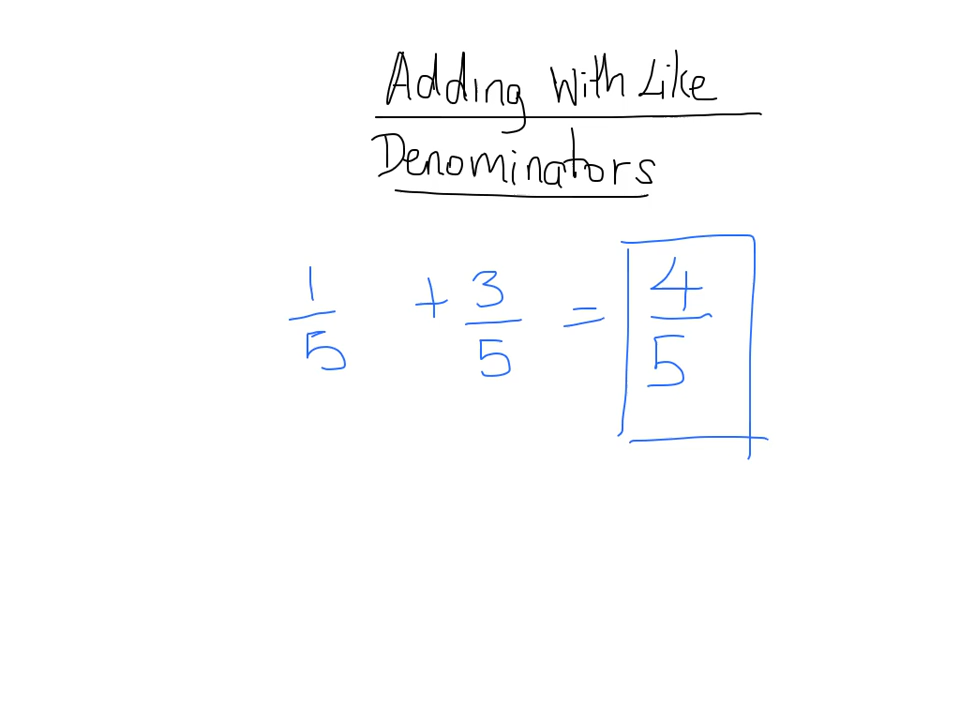 Adding With Like
Denominators
1/5 + 3/5 = 4/5